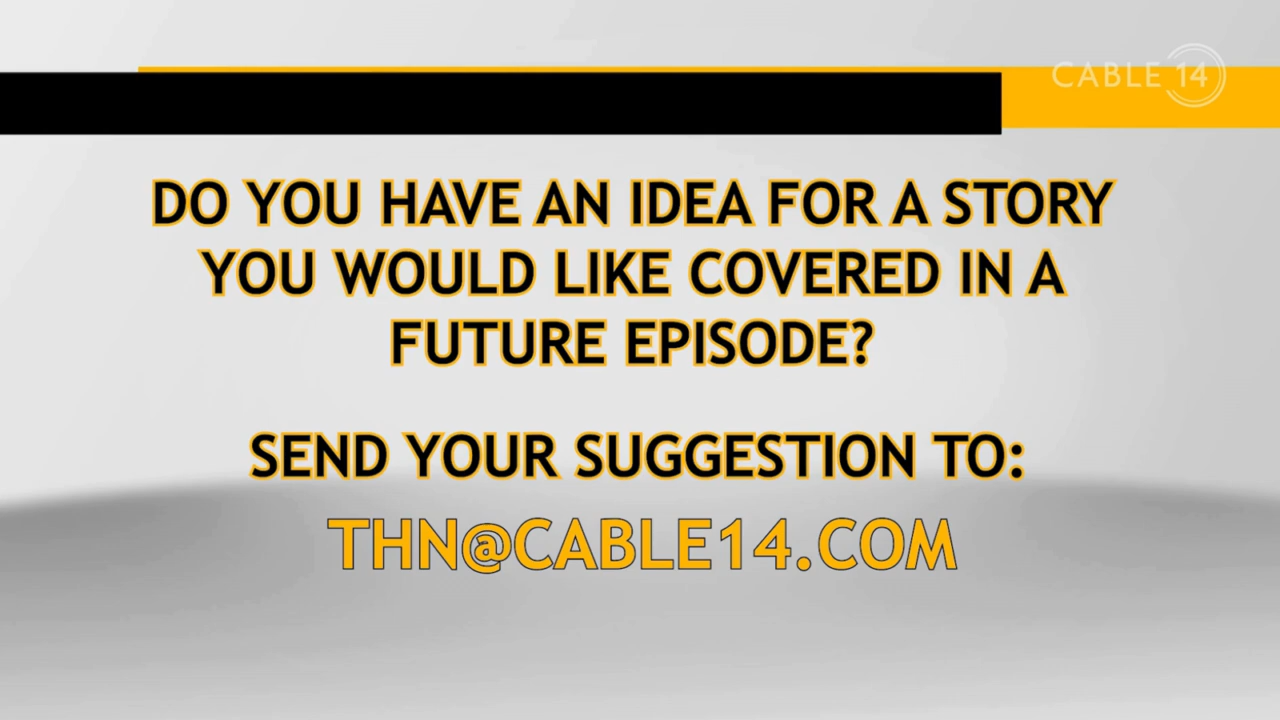 CABLE 14
DO YOU HAVE AN IDEA FOR A STORY
YOU WOULD LIKE COVERED IN A
FUTURE EPISODE?
SEND YOUR SUGGESTION TO:
THN@CABLE14.COM